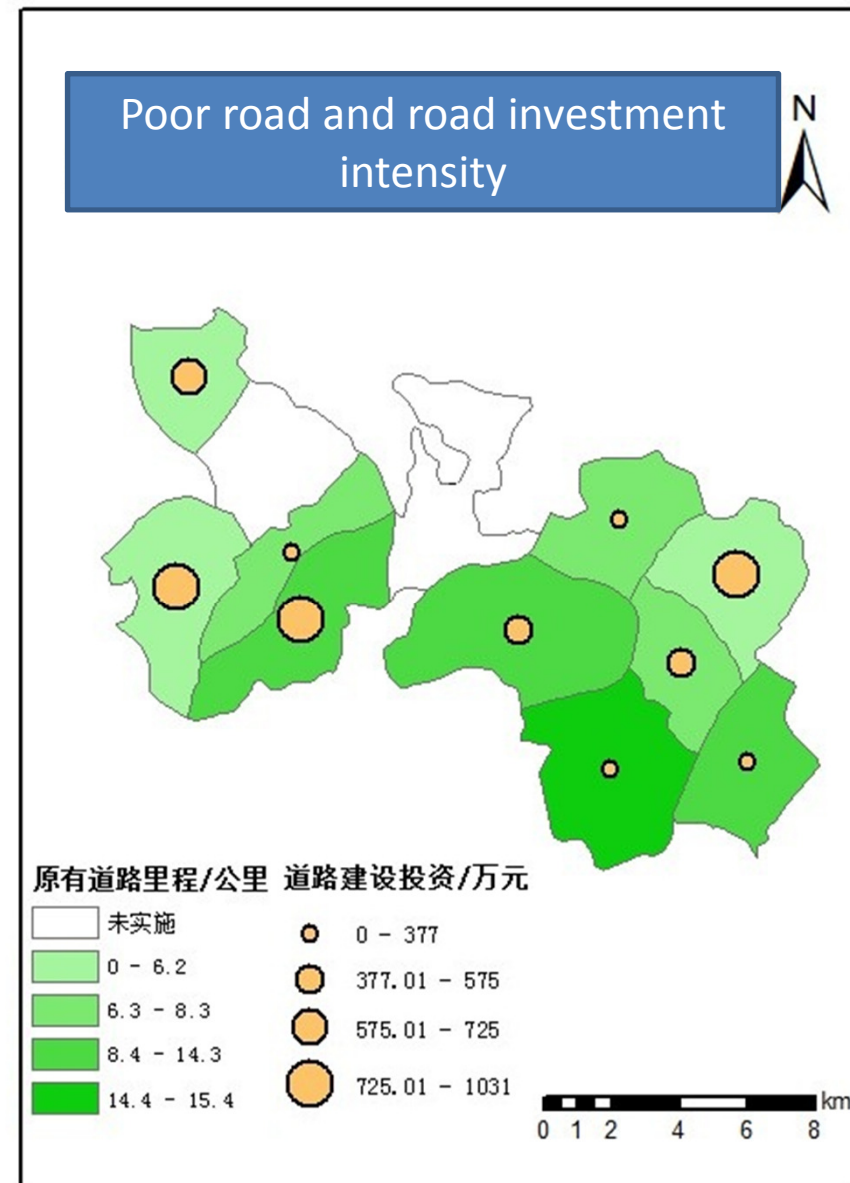 Poor road and road investment
intensity
N
原有道路里程/公里 道路建设投资/万元
未实施
0 - 6.2
6.3 - 8.3
8.4 - 14.3
14.4 - 15.4
0 - 377
377.01 - 575
575.01 - 725
725.01 - 1031
km
0 1 2 4 6 8